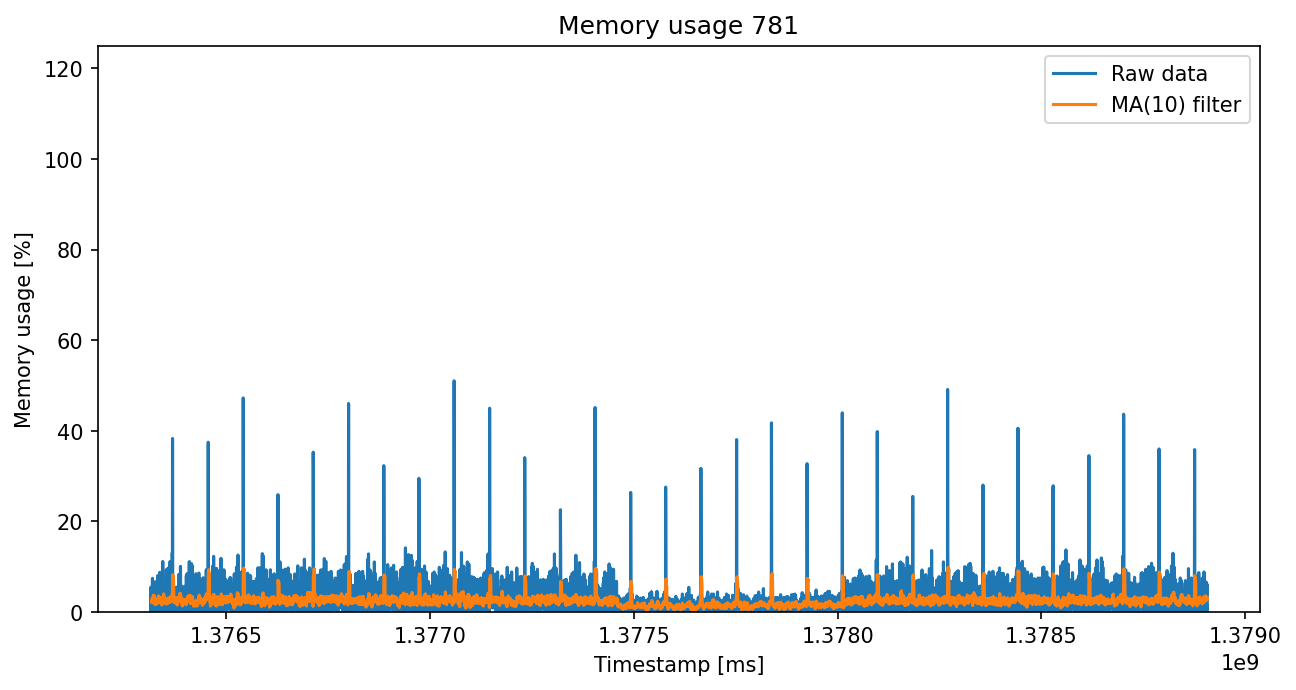 Memory usage 781
Raw data
MA(10) filter
Memory usage [%]
120
100
80
60
40
20
0
1.3765 1.3770 1.3775 1.3780 1.3785 1.3790
1e9
Timestamp [ms]